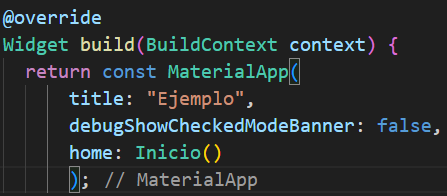 @override
Widget build(BuildContext context) {
return const MaterialApp(
title: "Ejemplo",
debugShowCheckedModeBanner: false,
home: Inicio()
); // MaterialApp